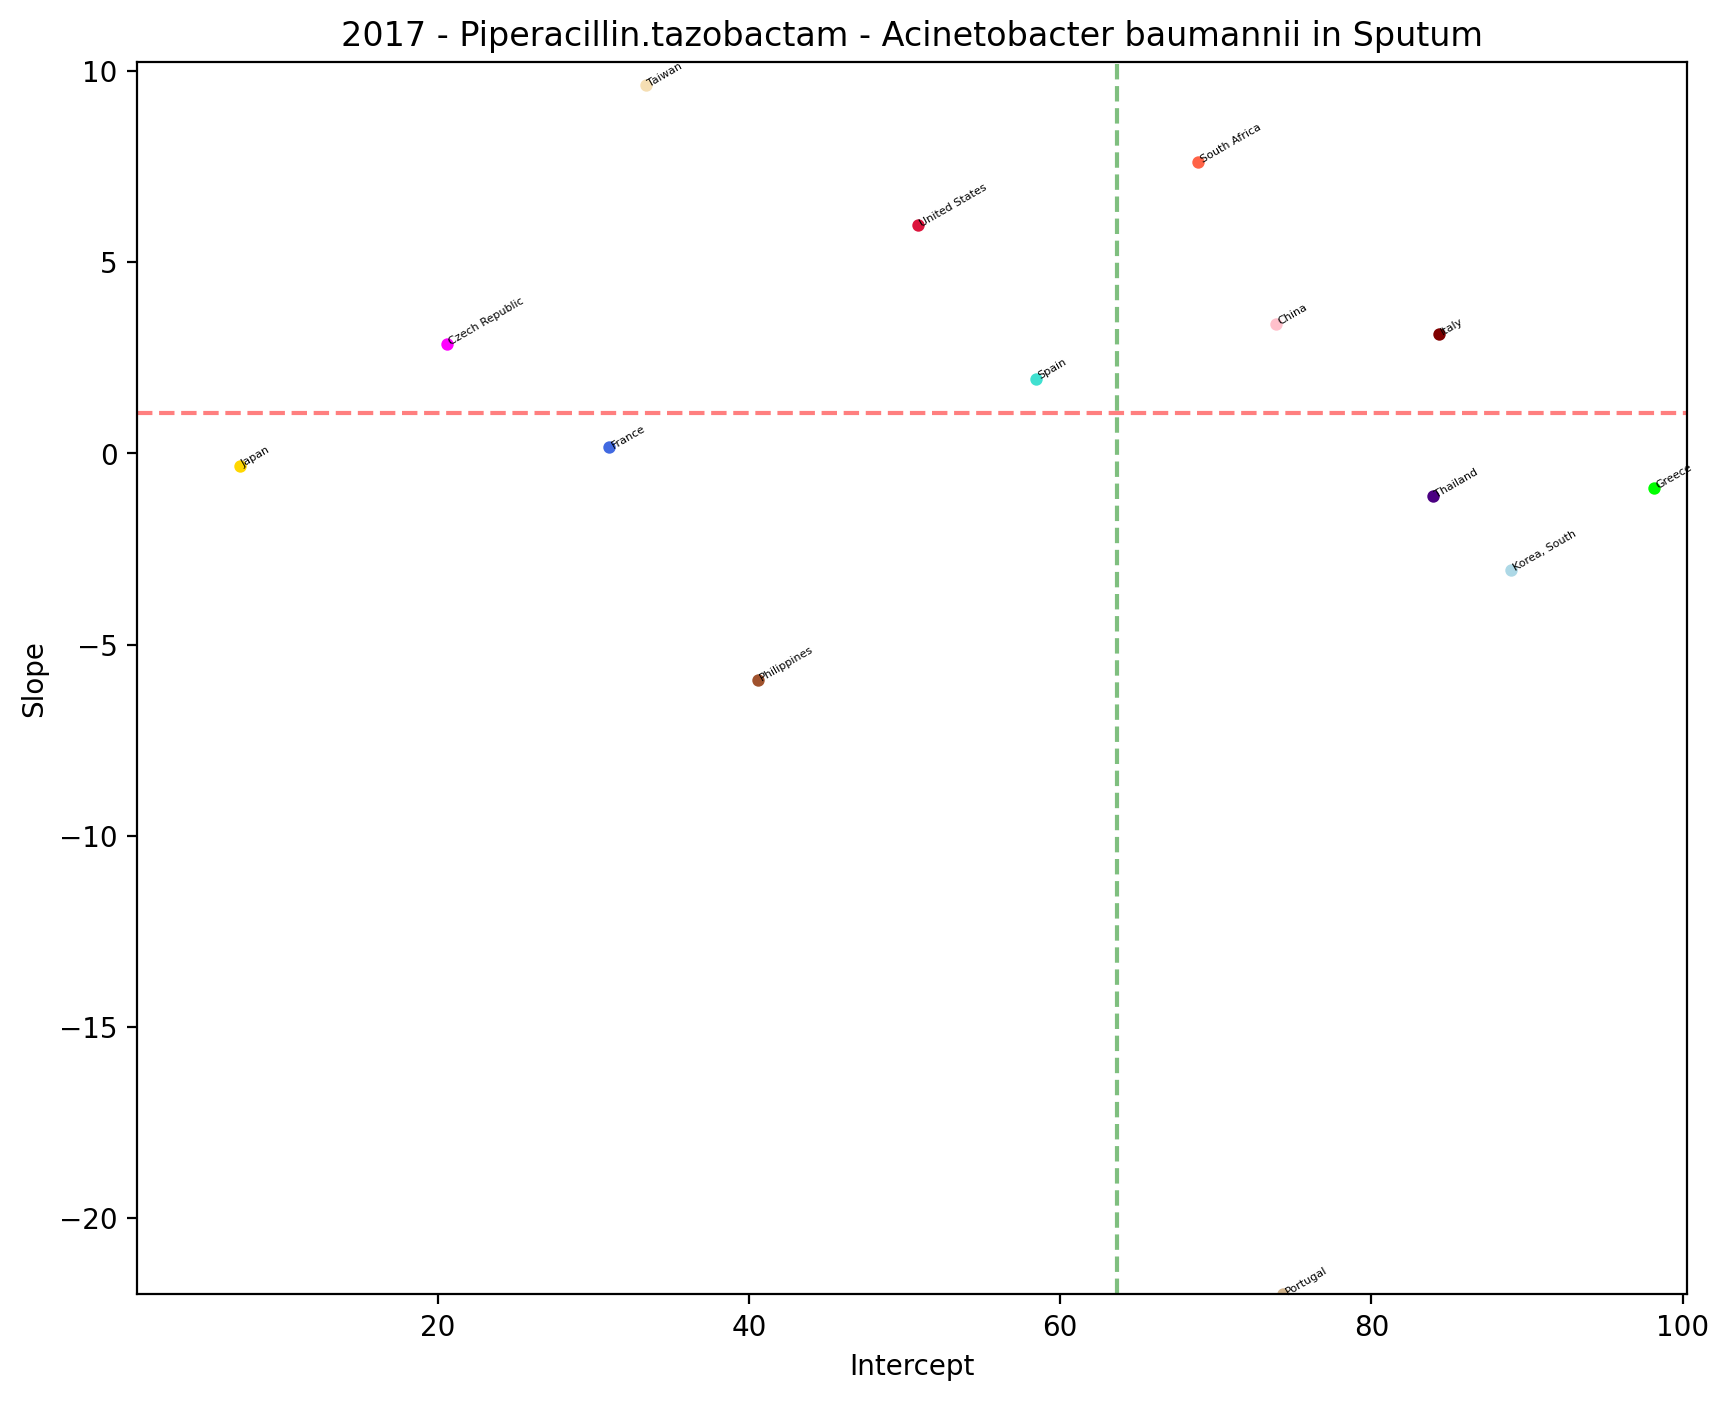 2017 - Piperacillin.tazobactam - Acinetobacter baumannii in Sputum
10
5
0
−5
−10
−15
−20
Slope
Taiwan
South Africa
United States
Czech Republic
China
Italy
Spain
France
Japan
Greece
Thailand
Korea, South
Philippines
Portugal
20
40
60
80
100
Intercept